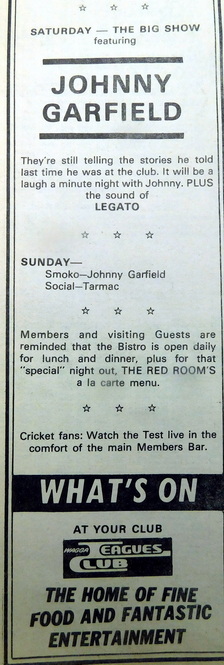 SATURDAY — THE BIG SHOW
featuring
JOHNNY
GARFIELD
They're still telling the stories he told
last time he was at the club. It will be a
laugh a minute night with Johnny. PLUS
the sound of
LEGATO
SUNDAY—
Smoko—Johnny Garfield
Social—Tarmac
Members and visiting Guests are
reminded that the Bistro is open daily
for lunch and dinner, plus for that
"special" night out, THE RED ROOM'S
a la carte menu.
Cricket fans: Watch the Test live in the
comfort of the main Members Bar.
WHAT'S ON
AT YOUR CLUB
WAGGA LEAGUES
CLUB
THE HOME OF FINE
FOOD AND FANTASTIC
ENTERTAINMENT